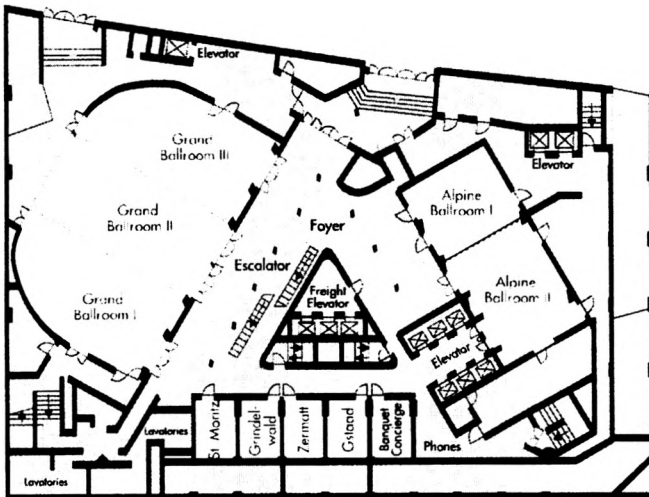 Elevator
Grand
Ballroom III
Grand
Ballroom II
Grand
Ballroom I
Foyer
Escalator
Freight
Elevator
Alpine
Ballroom I
Elevator
Alpine
Ballroom II
Elevator
St Moritz
Grindel-
wald
Zermatt
Gstaad
Banquet
Concierge
Phones
Lavatories
Lavatories